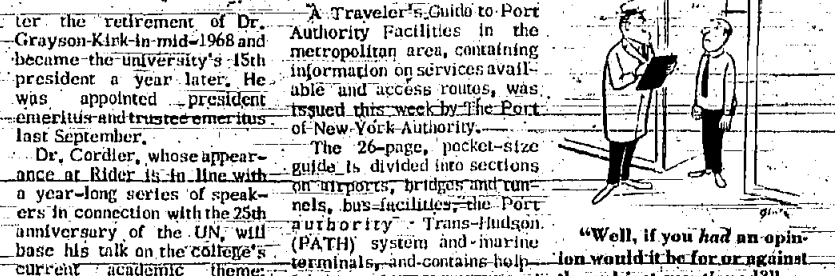 ter the retirement of Dr.
Grayson Kirk in mid-1968 and
became the university's 15th
president a year later. He
was appointed president
emeritus and trustee emeritus
last September.
Dr. Cordier, whose appear-
ance at Rider is in line with
a year-long series of speak-
ers in connection with the 25th
anniversary of the UN, will
base his talk on the college's
current academic theme:
A Traveler's Guide to Port
Authority Facilities in the
metropolitan area, containing
information on services avail-
able and access routes, was
issued this week by The Port
of New York Authority.
The 26-page, pocket-size
guide is divided into sections
on airports, bridges and tun-
nels, bus facilities, the Port
authority Trans-Hudson
(PATH) system and marine
terminals, and contains help-
"Well, if you had an opin-
ion would it be for or against